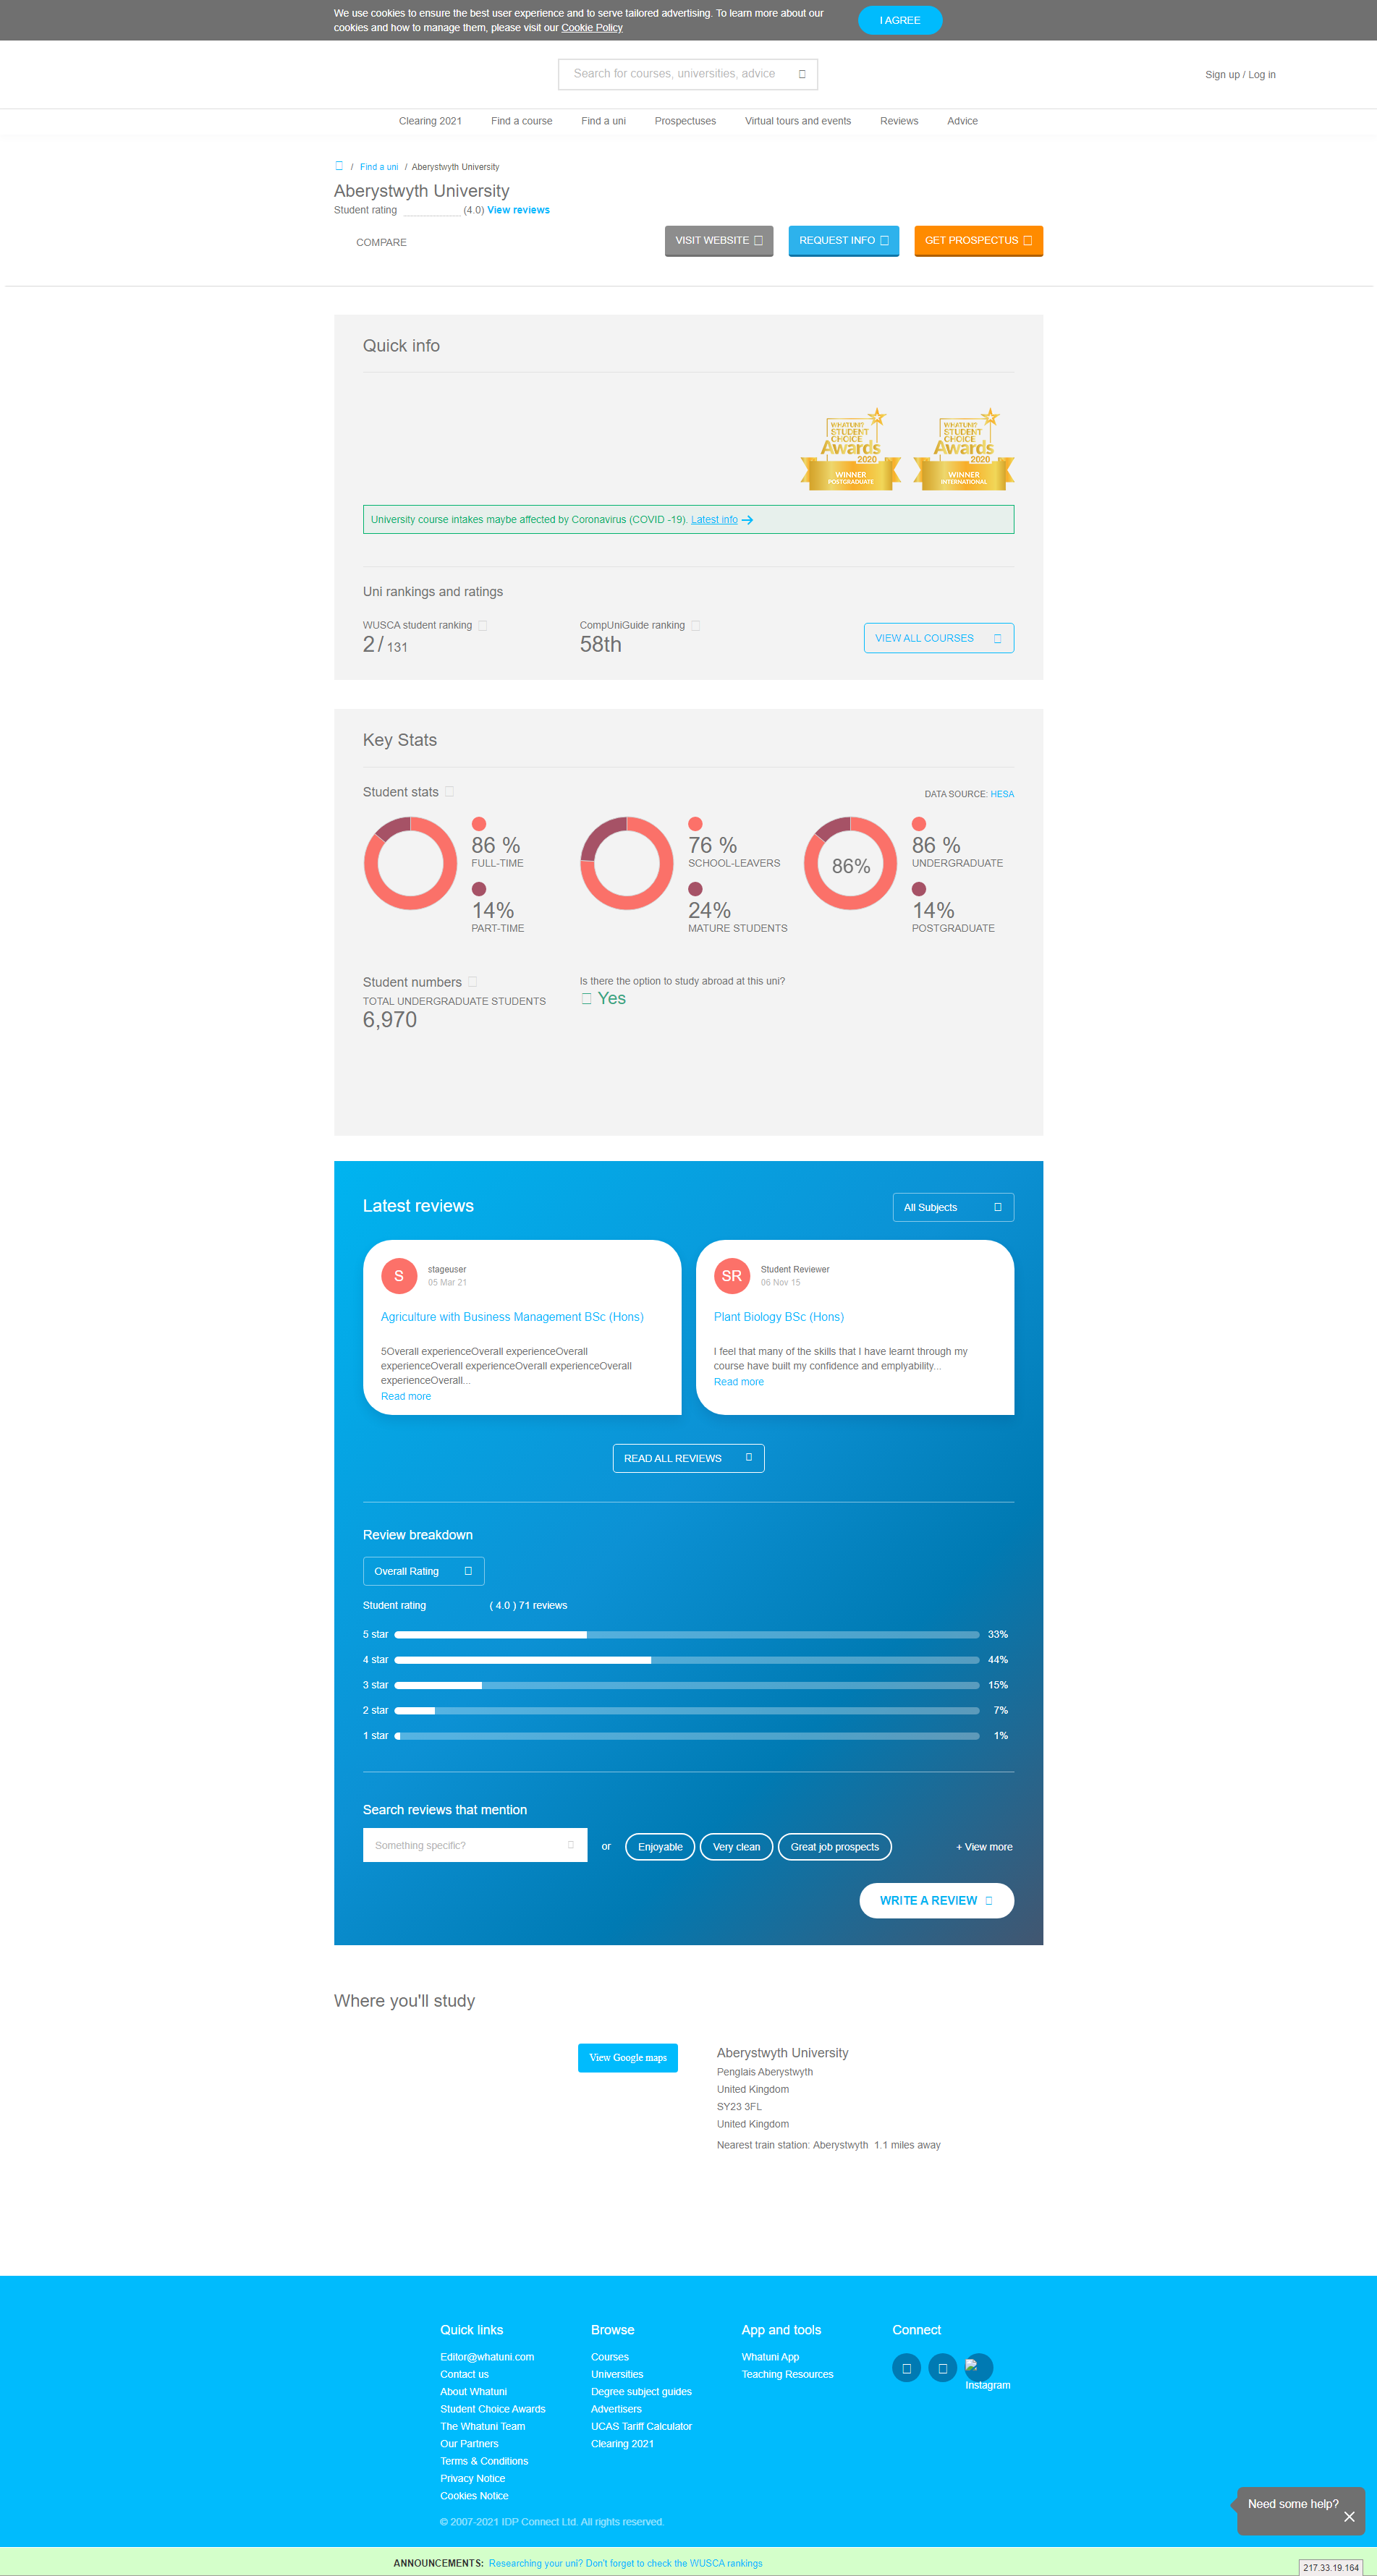 We use cookies to ensure the best user experience and to serve tailored advertising. To learn more about our
cookies and how to manage them, please visit our Cookie Policy
I AGREE
Search for courses, universities, advice
Sign up / Log in
Clearing 2021 Find a course Find a uni Prospectuses Virtual tours and events Reviews Advice
/ Find a uni / Aberystwyth University
Aberystwyth University
Student rating (4.0) View reviews
COMPARE
VISIT WEBSITE
REQUEST INFO
GET PROSPECTUS
Quick info
WHATUNI?
STUDENT
CHOICE
Awards
2020
WINNER
POSTGRADUATE
WHATUNI?
STUDENT
CHOICE
Awards
2020
WINNER
INTERNATIONAL
University course intakes maybe affected by Coronavirus (COVID -19). Latest info
Uni rankings and ratings
WUSCA student ranking
2 / 131
CompUniGuide ranking
58th
VIEW ALL COURSES
Key Stats
Student stats
DATA SOURCE: HESA
86 %
FULL-TIME
14%
PART-TIME
76 %
SCHOOL-LEAVERS
24%
MATURE STUDENTS
86%
86 %
UNDERGRADUATE
14%
POSTGRADUATE
Student numbers
TOTAL UNDERGRADUATE STUDENTS
6,970
Is there the option to study abroad at this uni?
Yes
Latest reviews
All Subjects
S
stageuser
05 Mar 21
Agriculture with Business Management BSc (Hons)
5Overall experienceOverall experienceOverall
experienceOverall experienceOverall experienceOverall
experienceOverall...
Read more
SR
Student Reviewer
06 Nov 15
Plant Biology BSc (Hons)
I feel that many of the skills that I have learnt through my
course have built my confidence and emplyability...
Read more
READ ALL REVIEWS
Review breakdown
Overall Rating
Student rating ( 4.0 ) 71 reviews
5 star 33%
4 star 44%
3 star 15%
2 star 7%
1 star 1%
Search reviews that mention
Something specific?
or
Enjoyable
Very clean
Great job prospects
+ View more
WRITE A REVIEW
Where you'll study
View Google maps
Aberystwyth University
Penglais Aberystwyth
United Kingdom
SY23 3FL
United Kingdom
Nearest train station: Aberystwyth 1.1 miles away
Quick links
Editor@whatuni.com
Contact us
About Whatuni
Student Choice Awards
The Whatuni Team
Our Partners
Terms & Conditions
Privacy Notice
Cookies Notice
Browse
Courses
Universities
Degree subject guides
Advertisers
UCAS Tariff Calculator
Clearing 2021
App and tools
Whatuni App
Teaching Resources
Connect
Instagram
© 2007-2021 IDP Connect Ltd. All rights reserved.
Need some help?
ANNOUNCEMENTS: Researching your uni? Don't forget to check the WUSCA rankings
217.33.19.164